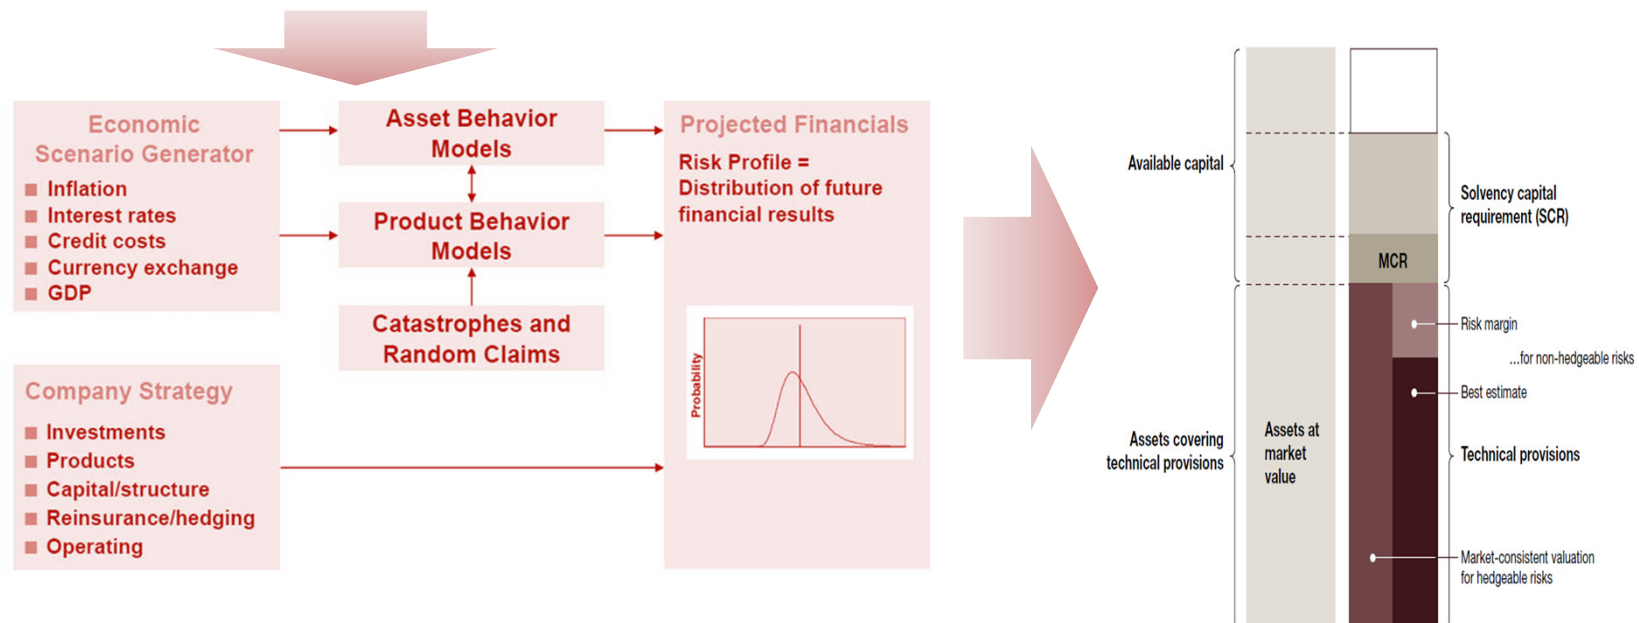 Economic
Scenario Generator
Inflation
Interest rates
Credit costs
Currency exchange
GDP
Company Strategy
Investments
Products
Capital/structure
Reinsurance/hedging
Operating
Asset Behavior
Models
Product Behavior
Models
Catastrophes and
Random Claims
Projected Financials
Risk Profile =
Distribution of future
financial results
Probability
Available capital
Assets covering
technical provisions
Assets at
market
value
MCR
Solvency capital
requirement (SCR)
Risk margin
...for non-hedgeable risks
Best estimate
Technical provisions
Market-consistent valuation
for hedgeable risks